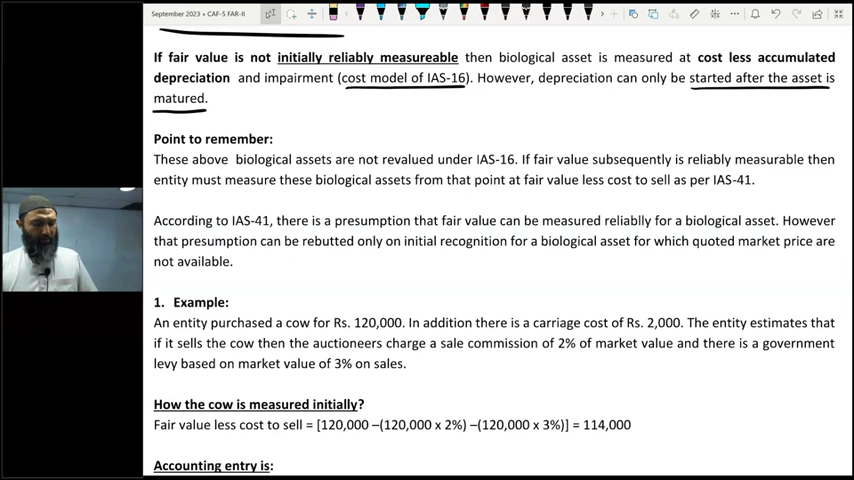 September 2023 » CAF-5 FAR-II
If fair value is not initially reliably measureable then biological asset is measured at cost less accumulated
depreciation and impairment (cost model of IAS-16). However, depreciation can only be started after the asset is
matured.
Point to remember:
These above biological assets are not revalued under IAS-16. If fair value subsequently is reliably measurable then
entity must measure these biological assets from that point at fair value less cost to sell as per IAS-41.
According to IAS-41, there is a presumption that fair value can be measured reliablly for a biological asset. However
that presumption can be rebutted only on initial recognition for a biological asset for which quoted market price are
not available.
1. Example:
An entity purchased a cow for Rs. 120,000. In addition there is a carriage cost of Rs. 2,000. The entity estimates that
if it sells the cow then the auctioneers charge a sale commission of 2% of market value and there is a government
levy based on market value of 3% on sales.
How the cow is measured initially?
Fair value less cost to sell = [120,000 –(120,000 x 2%) –(120,000 x 3%)] = 114,000
Accounting entry is: